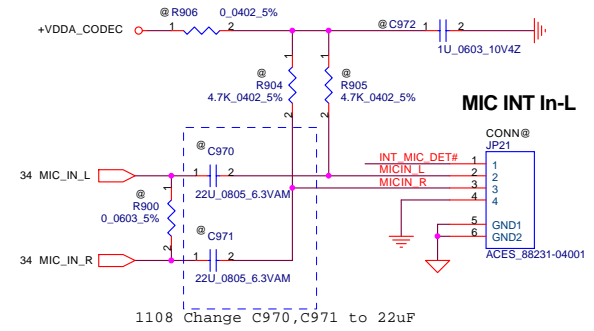 @ R906 0_0402_5%
+VDDA_CODEC 1 2
@ C972 1 2
1U_0603_10V4Z
@ R904 4.7K_0402_5% 1 2
@ R905 4.7K_0402_5% 1 2
MIC INT In-L
CONN@
JP21
@ C970
34 MIC_IN_L 1 2
22U_0805_6.3VAM
INT_MIC_DET# 1 1
MICIN_L 2 2
MICIN_R 3 3
4 4
5 GND1
6 GND2
ACES_88231-04001
@ R900 0_0603_5% 1 2
@ C971
34 MIC_IN_R 1 2
22U_0805_6.3VAM
1108 Change C970,C971 to 22uF